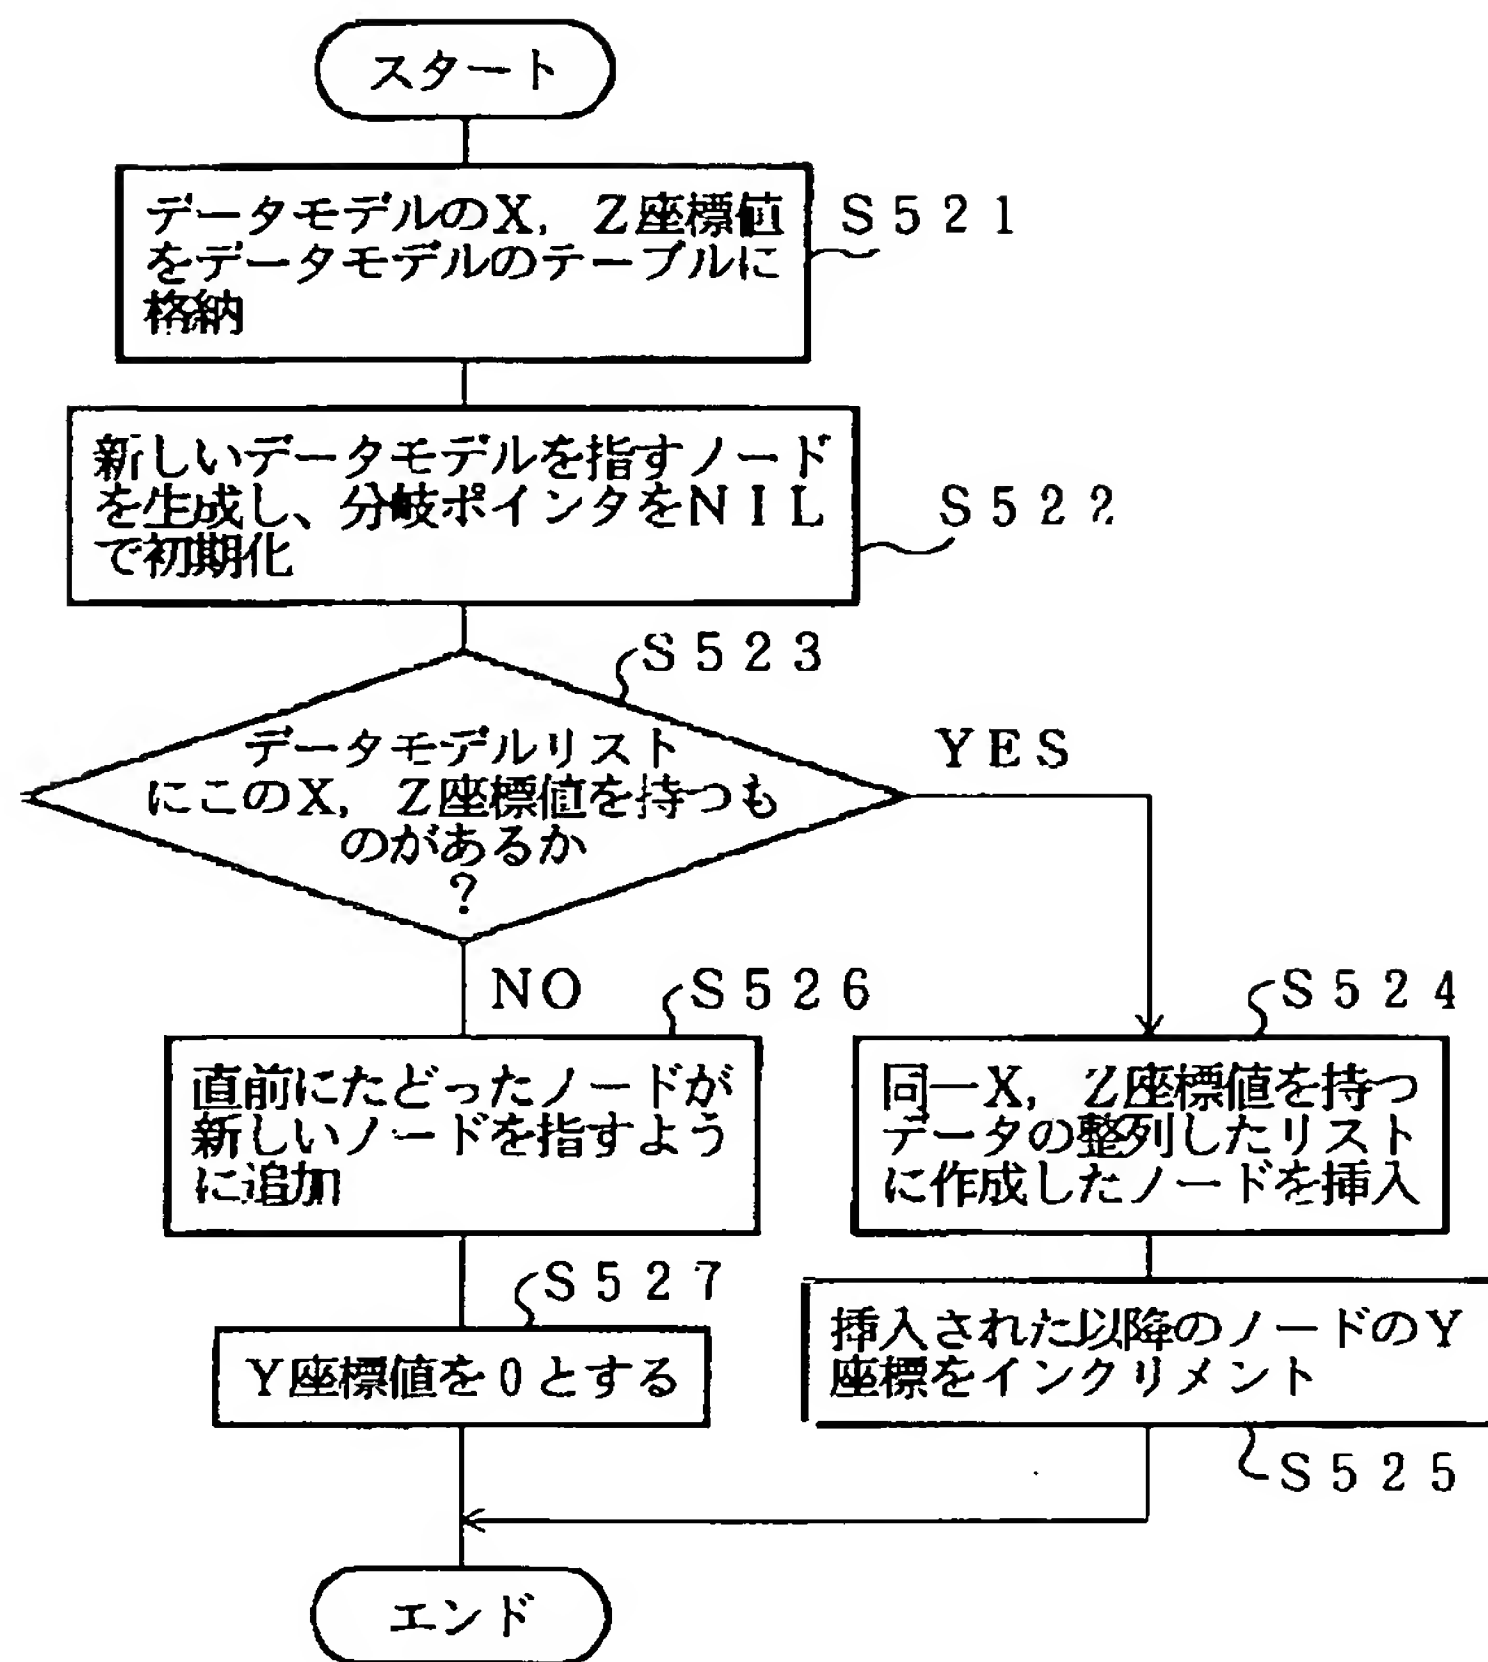 スタート
データモデルのX，Z座標値
をデータモデルのテーブルに
格納
S521
新しいデータモデルを指すノード
を生成し、分岐ポインタをNIL
で初期化
S522
S523
データモデルリスト
にこのX，Z座標値を持つも
のがあるか
?
YES
NO
S526
直前にたどったノードが
新しいノードを指すよう
に追加
S524
同一X，Z座標値を持つ
データの整列したリスト
に作成したノードを挿入
S527
Y座標値を0とする
挿入された以降のノードのY
座標をインクリメント
S525
エンド